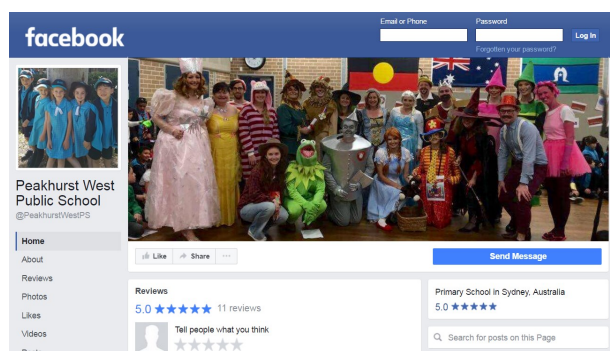 Email or Phone
Password
facebook
Log In
Forgotten your password?
Peakhurst West
Public School
@PeakhurstWestPS
Home
About
Reviews
Photos
Likes
Videos
Like
Share
...
Send Message
Reviews
5.0 ★★★★★ 11 reviews
Tell people what you think
Primary School in Sydney, Australia
5.0 ★★★★★
Search for posts on this Page